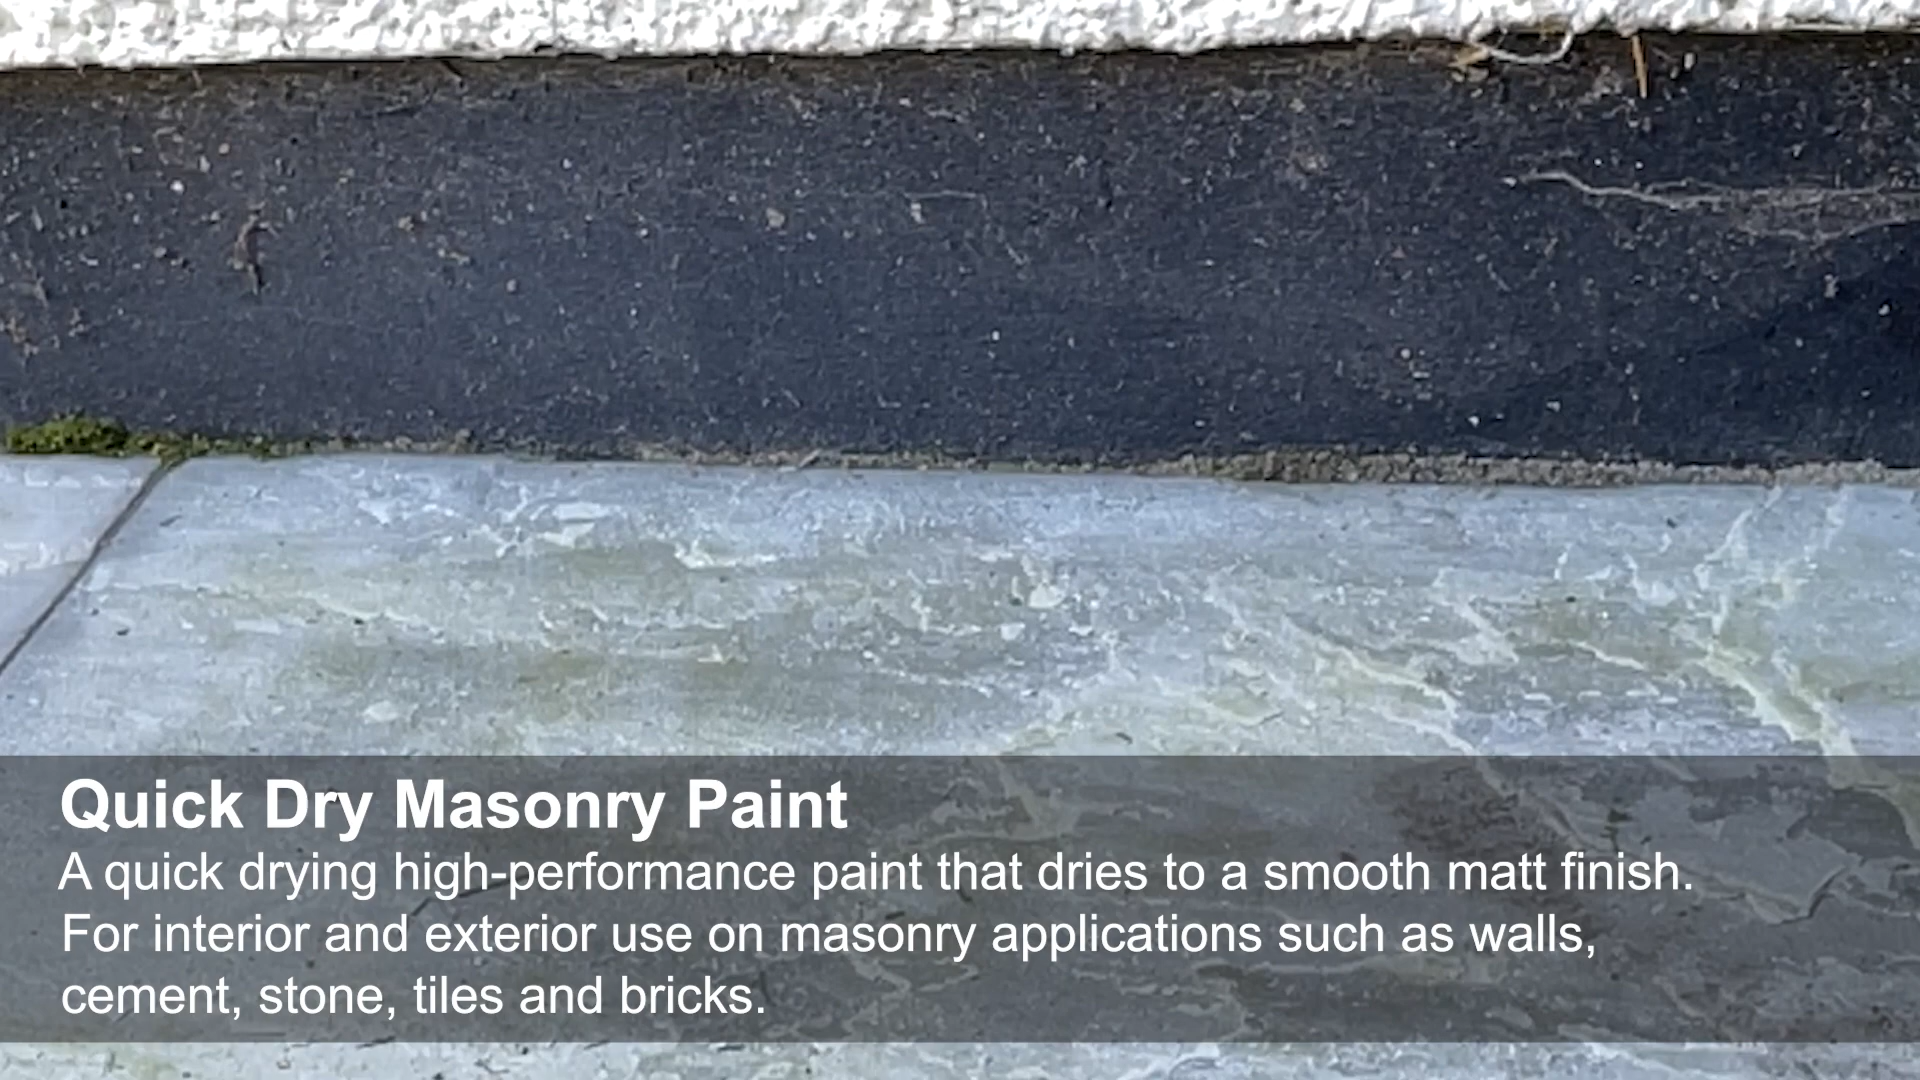 Quick Dry Masonry Paint
A quick drying high-performance paint that dries to a smooth matt finish.
For interior and exterior use on masonry applications such as walls,
cement, stone, tiles and bricks.